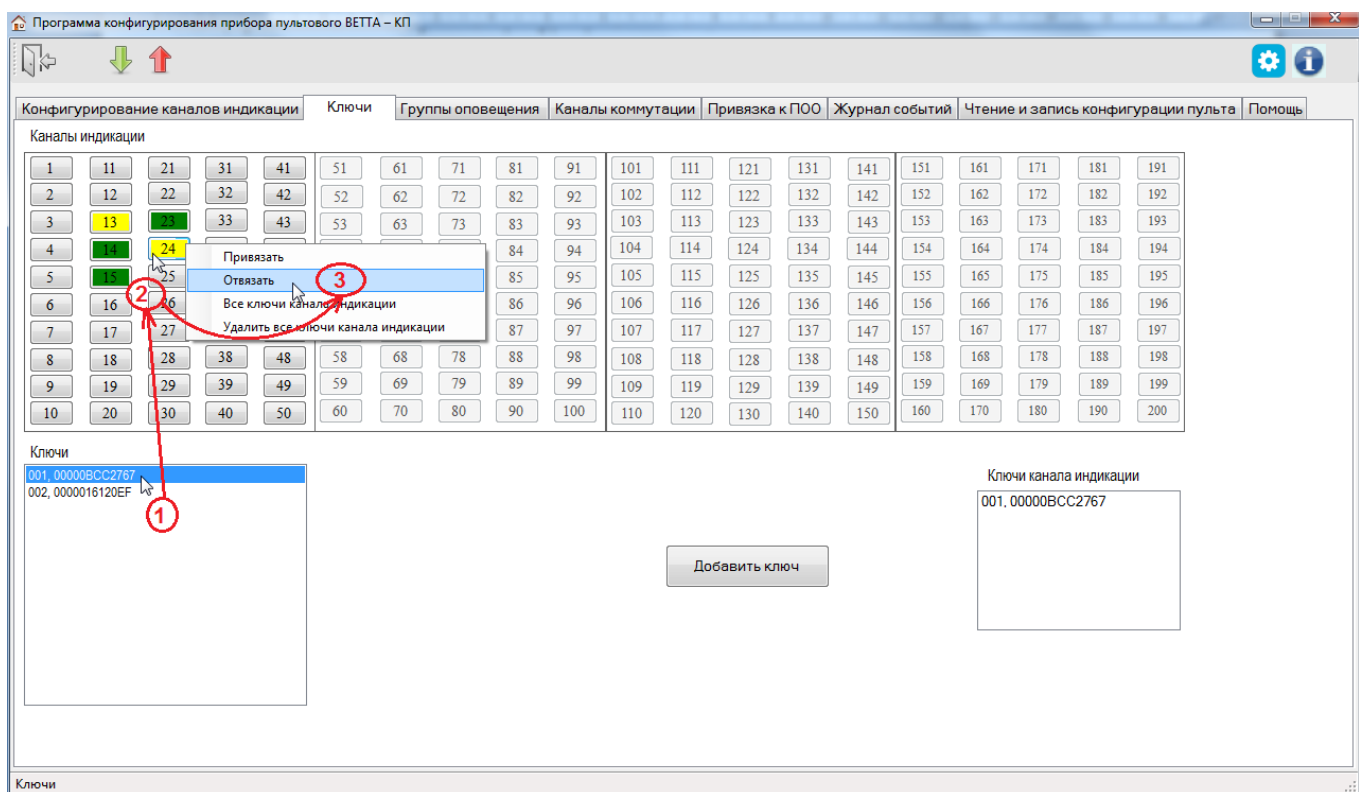 Программа конфигурирования прибора пультового ВЕТТА – КП
Конфигурирование каналов индикации Ключи Группы оповещения Каналы коммутации Привязка к ПОО Журнал событий Чтение и запись конфигурации пульта Помощь
Каналы индикации
1 11 21 31 41 51 61 71 81 91 101 111 121 131 141 151 161 171 181 191
2 12 22 32 42 52 62 72 82 92 102 112 122 132 142 152 162 172 182 192
3 13 23 33 43 53 63 73 83 93 103 113 123 133 143 153 163 173 183 193
4 14 24 84 94 104 114 124 134 144 154 164 174 184 194
Привязать
5 15 25 85 95 105 115 125 135 145 155 165 175 185 195
Отвязать 3
6 16 26 86 96 106 116 126 136 146 156 166 176 186 196
2
Все ключи канала индикации
7 17 27 87 97 107 117 127 137 147 157 167 177 187 197
Удалить все ключи канала индикации
8 18 28 38 48 58 68 78 88 98 108 118 128 138 148 158 168 178 188 198
9 19 29 39 49 59 69 79 89 99 109 119 129 139 149 159 169 179 189 199
10 20 30 40 50 60 70 80 90 100 110 120 130 140 150 160 170 180 190 200
Ключи
001, 00000BCC2767
002, 0000016120EF
1
Ключи канала индикации
001, 00000BCC2767
Добавить ключ
Ключи